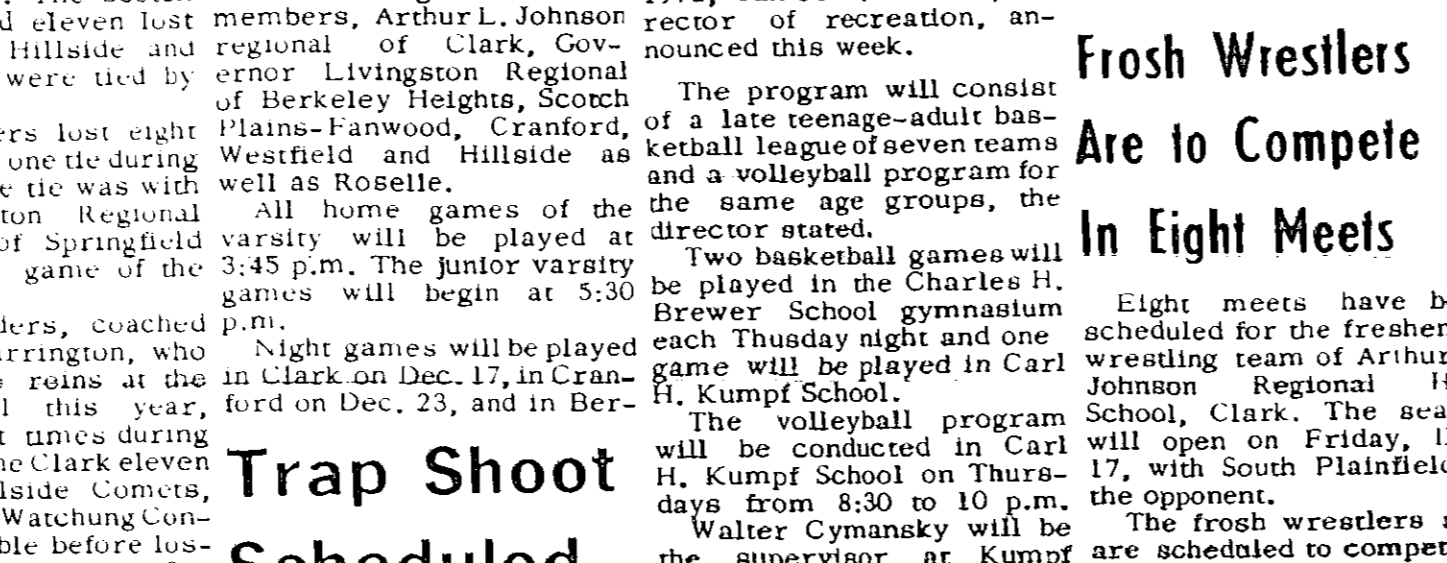 eleven lost
Hillside and
were tied by
lost eight
one tie during
tie was with
Regional
of Springfield
game of the
coached
who
reins at the
this year,
times during
Clark eleven
Comets,
Watchung Con-
before los-
members, Arthur L. Johnson
regional of Clark, Gov-
ernor Livingston Regional
of Berkeley Heights, Scotch
Plains-Fanwood, Cranford,
Westfield and Hillside as
well as Roselle.
All home games of the
varsity will be played at
3:45 p.m. The junior varsity
games will begin at 5:30
p.m.
Night games will be played
in Clark on Dec. 17, in Cran-
ford on Dec. 23, and in Ber-
Trap Shoot
Scheduled
rector of recreation, an-
nounced this week.
The program will consist
of a late teenage-adult bas-
ketball league of seven teams
and a volleyball program for
the same age groups, the
director stated.
Two basketball games will
be played in the Charles H.
Brewer School gymnasium
each Thusday night and one
game will be played in Carl
H. Kumpf School.
The volleyball program
will be conducted in Carl
H. Kumpf School on Thurs-
days from 8:30 to 10 p.m.
Walter Cymansky will be
the supervisor at Kumpf
Frosh Wrestlers
Are to Compete
In Eight Meets
Eight meets have
scheduled for the
wrestling team of Arthur
Johnson Regional
School, Clark. The
will open on Friday,
17, with South
the opponent.
The frosh wrestlers
are scheduled to